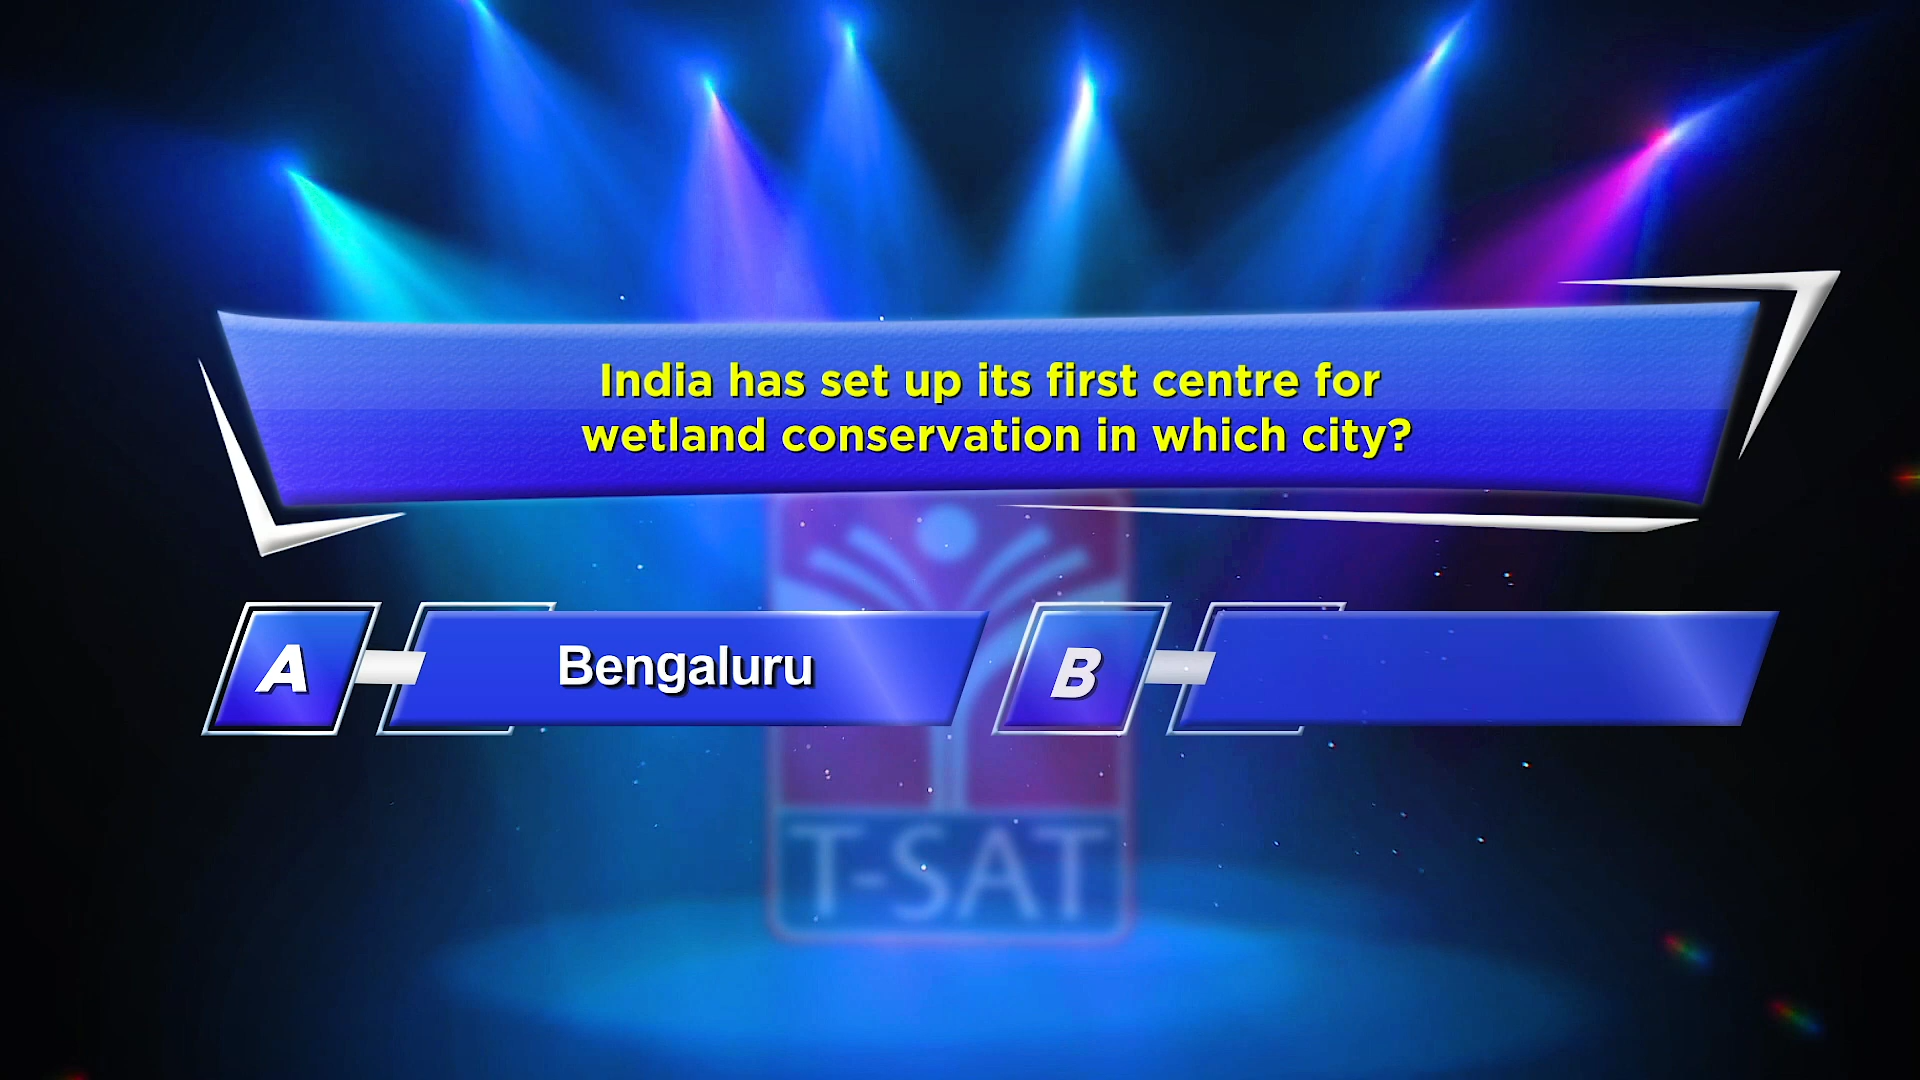 India has set up its first centre for
wetland conservation in which city?
A Bengaluru
B
T-SAT